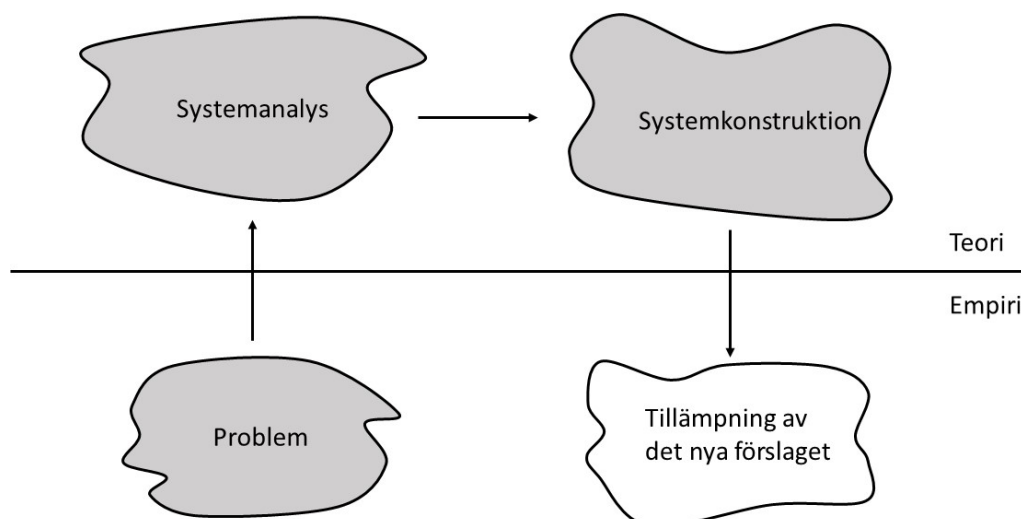 Systemanalys
Systemkonstruktion
Teori
Empiri
Problem
Tillämpning av
det nya förslaget